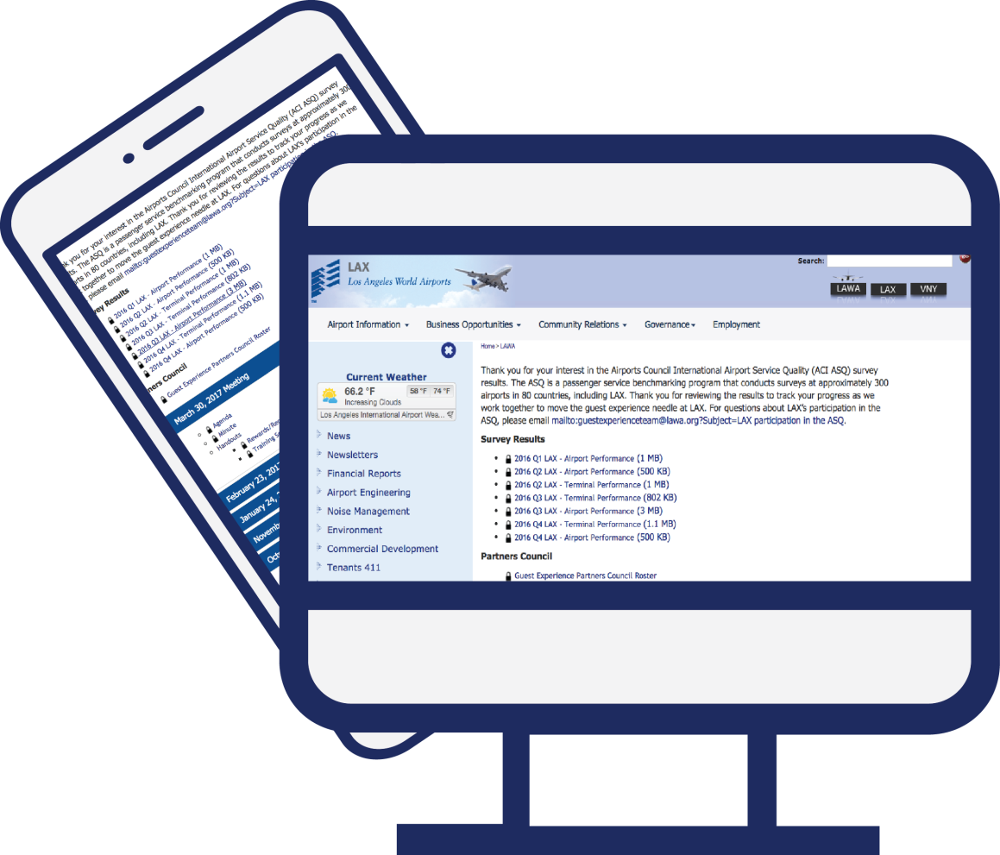 k you for your interest in the Airports Council International Airport Service Quality (ACI ASQ) survey
ts. The ASQ is a passenger service benchmarking program that conducts surveys at approximately 300
rts in 80 countries, including LAX. Thank you for reviewing the results to track your progress as we
together to move the guest experience needle at LAX. For questions about LAX's participation in the
please email mailto:guestexperienceteam@lawa.org?Subject=LAX participation ASQ.
ey Results
2016 Q1 LAX - Airport Performance (1 MB)
2016 Q2 LAX - Airport Performance (500 KB)
2016 Q2 LAX - Terminal Performance (1 MB)
2016 Q3 LAX - Terminal Performance (802 KB)
2016 Q3 LAX - Airport Performance (3 MB)
2016 Q4 LAX - Terminal Performance (1.1 MB)
2016 Q4 LAX - Airport Performance (500 KB)
ners Council
Guest Experience Partners Council Roster
March 30, 2017 Meeting
Agenda
Minute
Handouts
Rewards/Re
Training S
February 23, 201
January 24,
Novemb
Octo
LAX
Los Angeles World Airports
Search:
LAWA LAX VNY
Airport Information Business Opportunities Community Relations Governance Employment
Home > LAWA
Current Weather
66.2 °F 58 °F 74 °F
Increasing Clouds
Los Angeles International Airport Wea...
News
Newsletters
Financial Reports
Airport Engineering
Noise Management
Environment
Commercial Development
Tenants 411
Thank you for your interest in the Airports Council International Airport Service Quality (ACI ASQ) survey
results. The ASQ is a passenger service benchmarking program that conducts surveys at approximately 300
airports in 80 countries, including LAX. Thank you for reviewing the results to track your progress as we
work together to move the guest experience needle at LAX. For questions about LAX's participation in the
ASQ, please email mailto:guestexperienceteam@lawa.org?Subject=LAX participation in the ASQ.
Survey Results
• 2016 Q1 LAX - Airport Performance (1 MB)
• 2016 Q2 LAX - Airport Performance (500 KB)
• 2016 Q2 LAX - Terminal Performance (1 MB)
• 2016 Q3 LAX - Terminal Performance (802 KB)
• 2016 Q3 LAX - Airport Performance (3 MB)
• 2016 Q4 LAX - Terminal Performance (1.1 MB)
• 2016 Q4 LAX - Airport Performance (500 KB)
Partners Council
Guest Experience Partners Council Roster